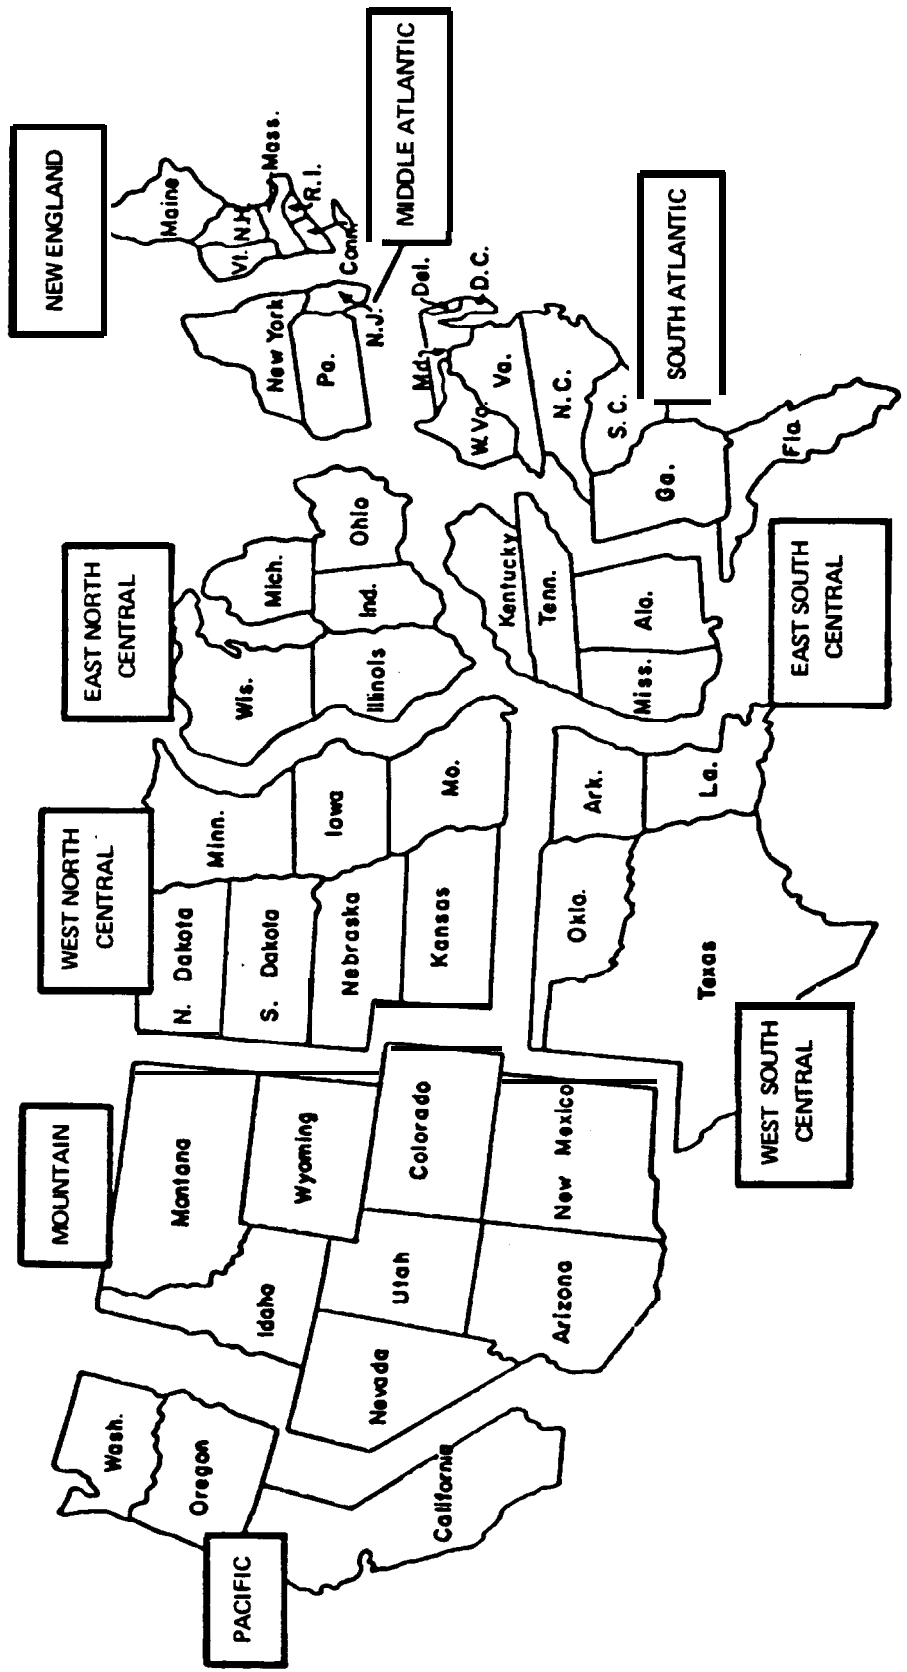 NEW ENGLAND
Maine
Vt.
N.H.
Mass.
R.I.
Conn.
MIDDLE ATLANTIC
New York
Pa.
N.J.
SOUTH ATLANTIC
Del.
D.C.
Md.
W.Va.
Va.
N.C.
S.C.
Ga.
Fla
EAST NORTH
CENTRAL
Wis.
Mich.
Illinois
Ind.
Ohio
EAST SOUTH
CENTRAL
Kentucky
Tenn.
Miss.
Ala.
WEST NORTH
CENTRAL
N. Dakota
S. Dakota
Nebraska
Kansas
Minn.
Iowa
Mo.
WEST SOUTH
CENTRAL
Okla.
Ark.
Texas
La.
MOUNTAIN
Montana
Idaho
Wyoming
Nevada
Utah
Colorado
Arizona
New Mexico
PACIFIC
Wash.
Oregon
California